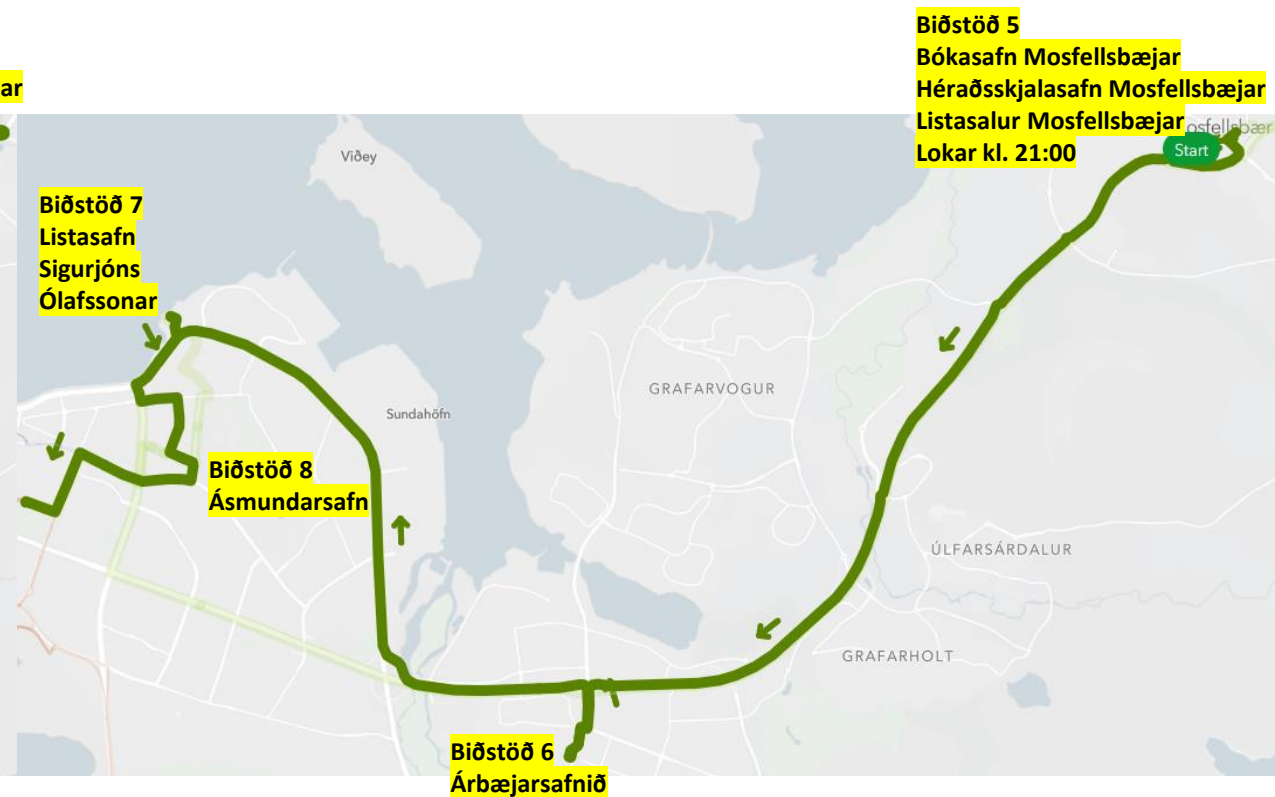 Biðstöð 5
Bókasafn Mosfellsbæjar
Héraðsskjalasafn Mosfellsbæjar
Listasalur Mosfellsbæjar
Lokar kl. 21:00
ar
osfellsbær
Start
Viðey
Biðstöð 7
Listasafn
Sigurjóns
Ólafssonar
GRAFARVOGUR
Sundahöfn
Biðstöð 8
Ásmundarsafn
ÚLFARSÁRDALUR
GRAFARHOLT
Biðstöð 6
Árbæjarsafnið